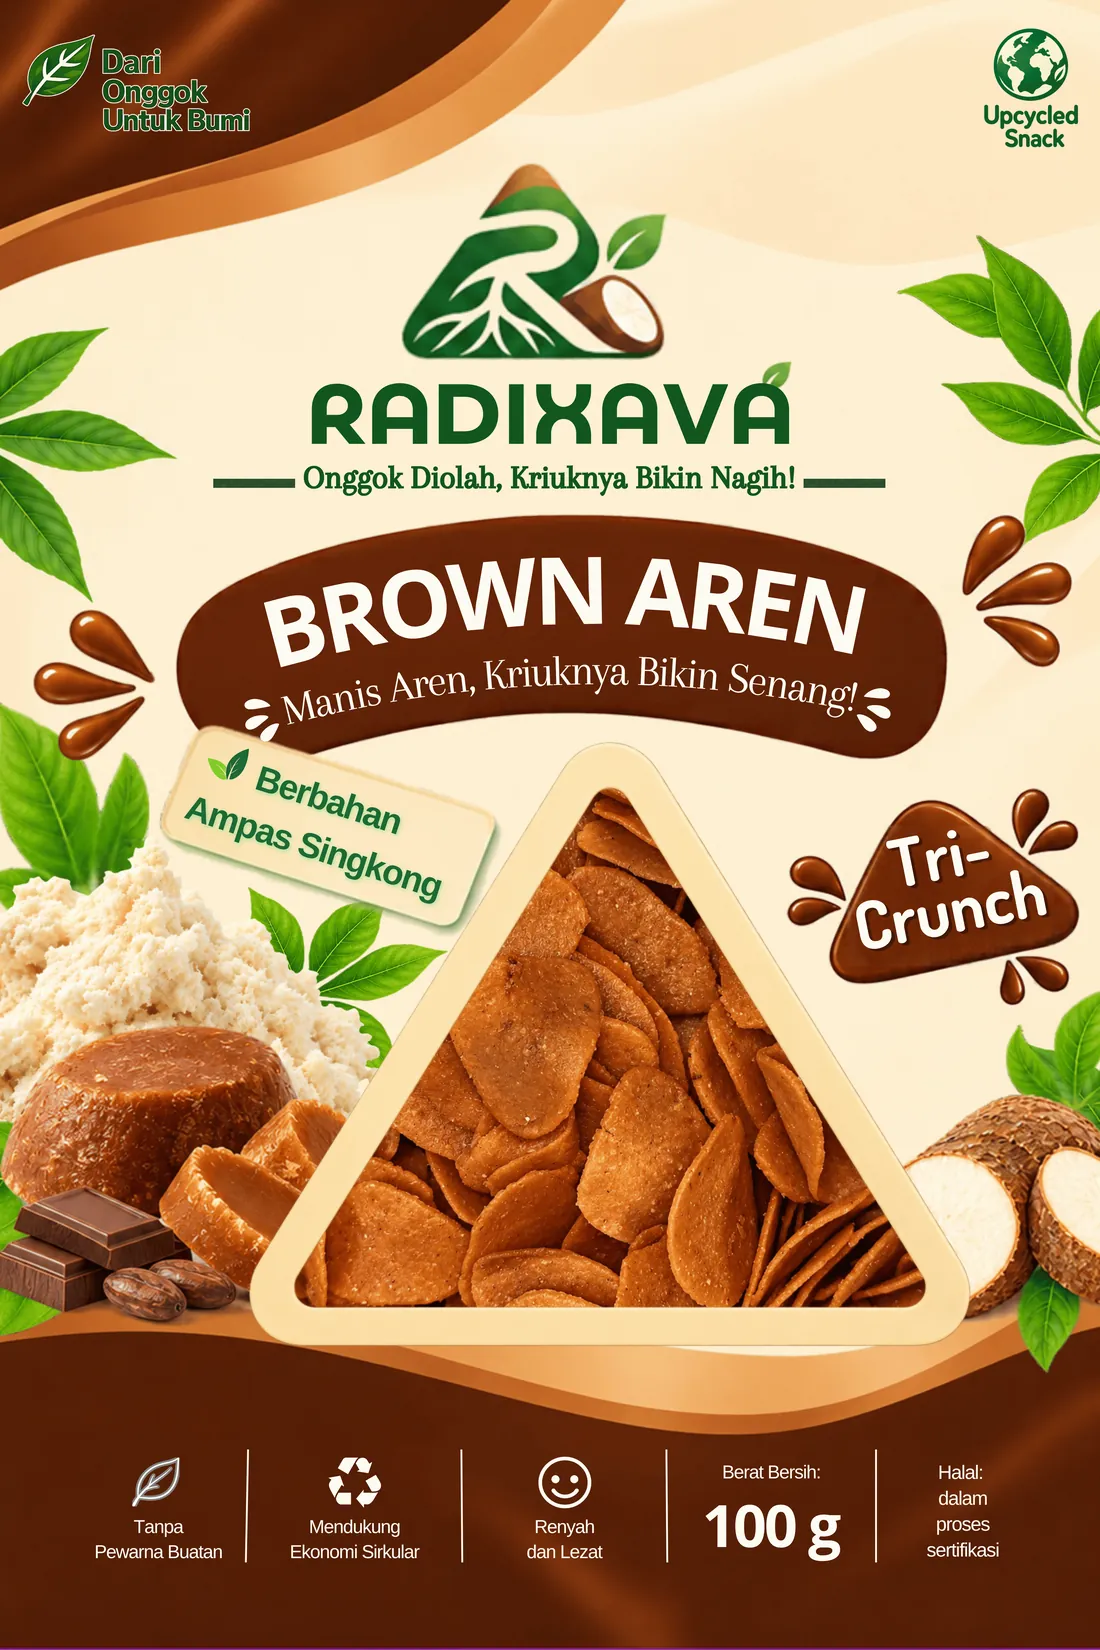 Dari
Onggok
Untuk Bumi
Upcycled
Snack
RADIXAVA
Onggok Diolah, Kriuknya Bikin Nagih!
BROWN AREN
Manis Aren, Kriuknya Bikin Senang!
Berbahan
Ampas Singkong
Tri-
Crunch
Tanpa
Pewarna Buatan
Mendukung
Ekonomi Sirkular
Renyah
dan Lezat
Berat Bersih:
100 g
Halal:
dalam
proses
sertifikasi